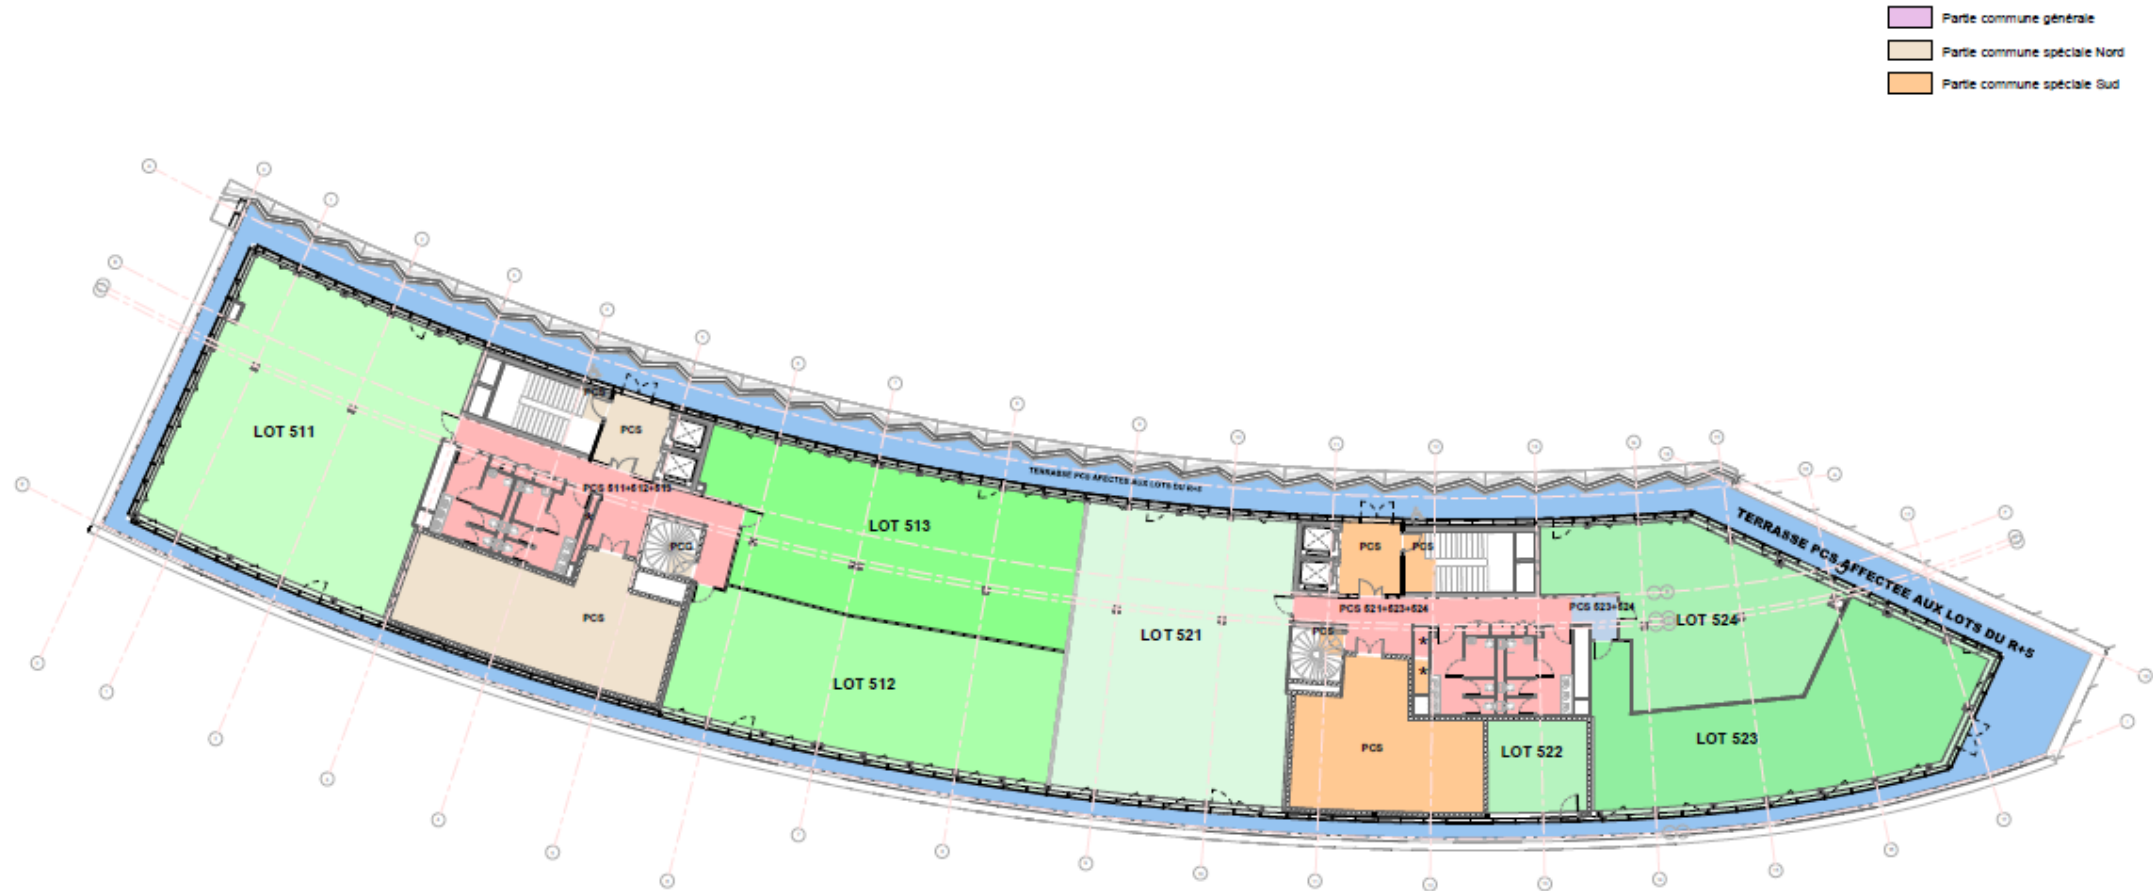 Partie commune générale
Partie commune spéciale Nord
Partie commune spéciale Sud
LOT 511
PCS
PCS 511+512+513
PCG
PCS
LOT 513
LOT 512
TERRASSE PCS AFECTEE AUX LOTS DU R+5
LOT 521
PCS
PCS
PCS 521+523+524
PCS 523+524
PCS
*
*
PCS
LOT 522
LOT 524
LOT 523
TERRASSE PCS AFFECTEE AUX LOTS DU R+5